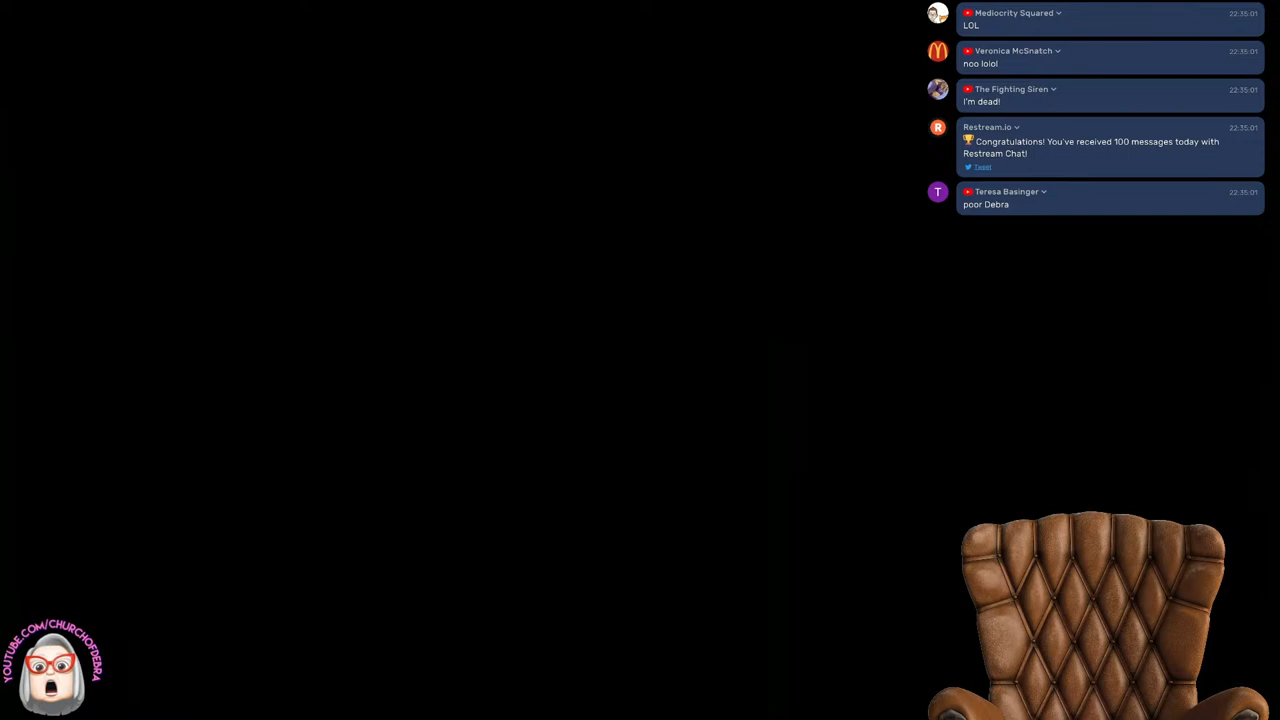 Mediocrity Squared
22:35:01
LOL
Veronica McSnatch
22:35:01
noo lolol
The Fighting Siren
22:35:01
I'm dead!
Restream.io
22:35:01
Congratulations! You've received 100 messages today with
Restream Chat!
Tweet
T
Teresa Basinger
22:35:01
poor Debra
R
YOUTUBE.COM/CHURCHOFDEBRA